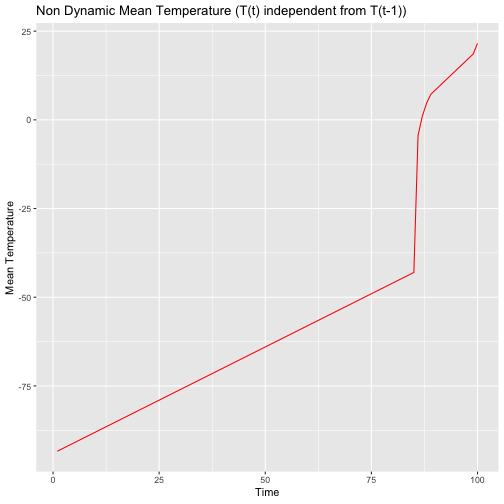 Non Dynamic Mean Temperature (T(t) independent from T(t-1))
25
0
-25
-50
-75
Mean Temperature
0 25 50 75 100
Time